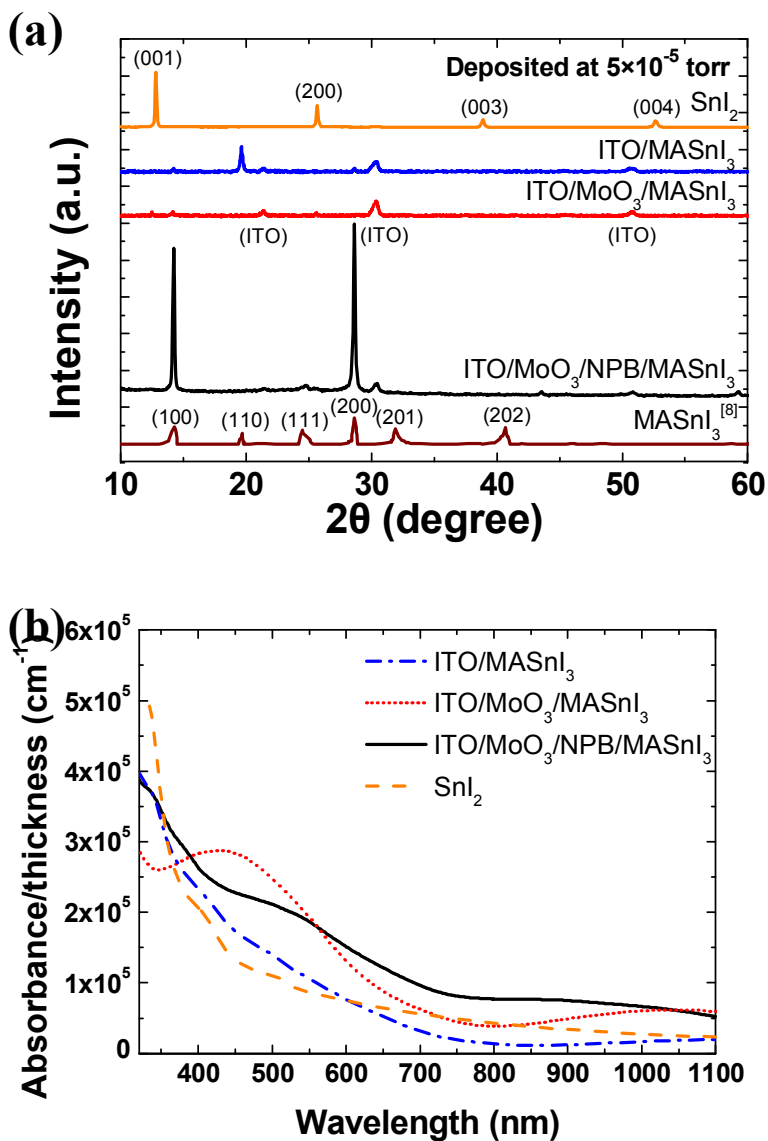 (a)
Deposited at 5×10⁻⁵ torr
(001)
(200)
(003)
(004)
SnI₂
ITO/MASnI₃
ITO/MoO₃/MASnI₃
(ITO)
(ITO)
(ITO)
ITO/MoO₃/NPB/MASnI₃
(100)
(110)
(111)
(200)
(201)
(202)
MASnI₃[8]
10
20
30
40
50
60
2θ (degree)
Intensity (a.u.)
(b)
6x10⁵
5x10⁵
4x10⁵
3x10⁵
2x10⁵
1x10⁵
0
Absorbance/thickness (cm⁻¹)
ITO/MASnI₃
ITO/MoO₃/MASnI₃
ITO/MoO₃/NPB/MASnI₃
SnI₂
400
500
600
700
800
900
1000
1100
Wavelength (nm)